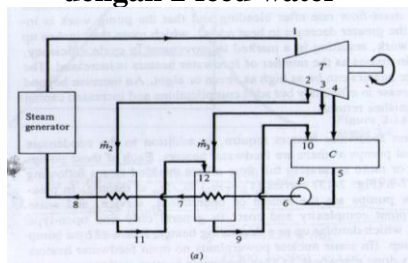 dengan 2 feed water
1
T
2 3 4
Steam
generator
ṁ2 ṁ3 10 C
12 5
P
8 7 6
11 9
(a)